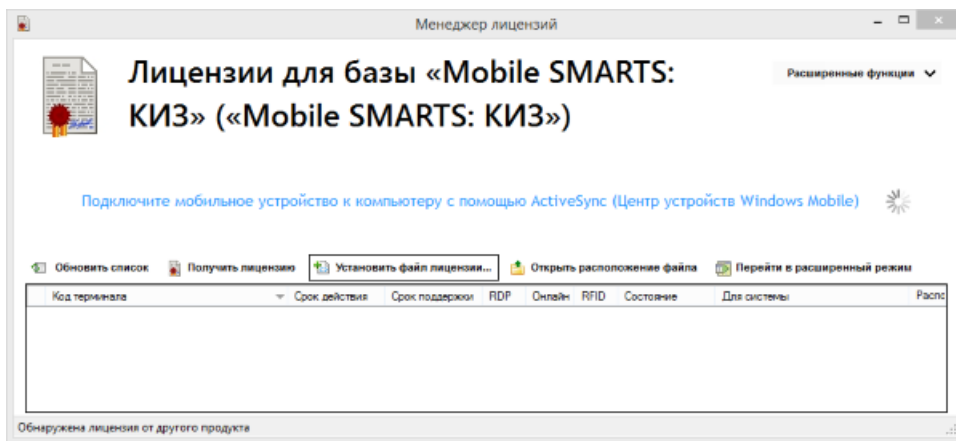 Менеджер лицензий
Лицензии для базы «Mobile SMARTS:
КИЗ» («Mobile SMARTS: КИЗ»)
Расширенные функции
Подключите мобильное устройство к компьютеру с помощью ActiveSync (Центр устройств Windows Mobile)
Обновить список Получить лицензию Установить файл лицензии... Открыть расположение файла Перейти в расширенный режим
Код терминала Срок действия Срок поддержки RDP Онлайн RFID Состояние Для системы Распо
Обнаружена лицензия от другого продукта